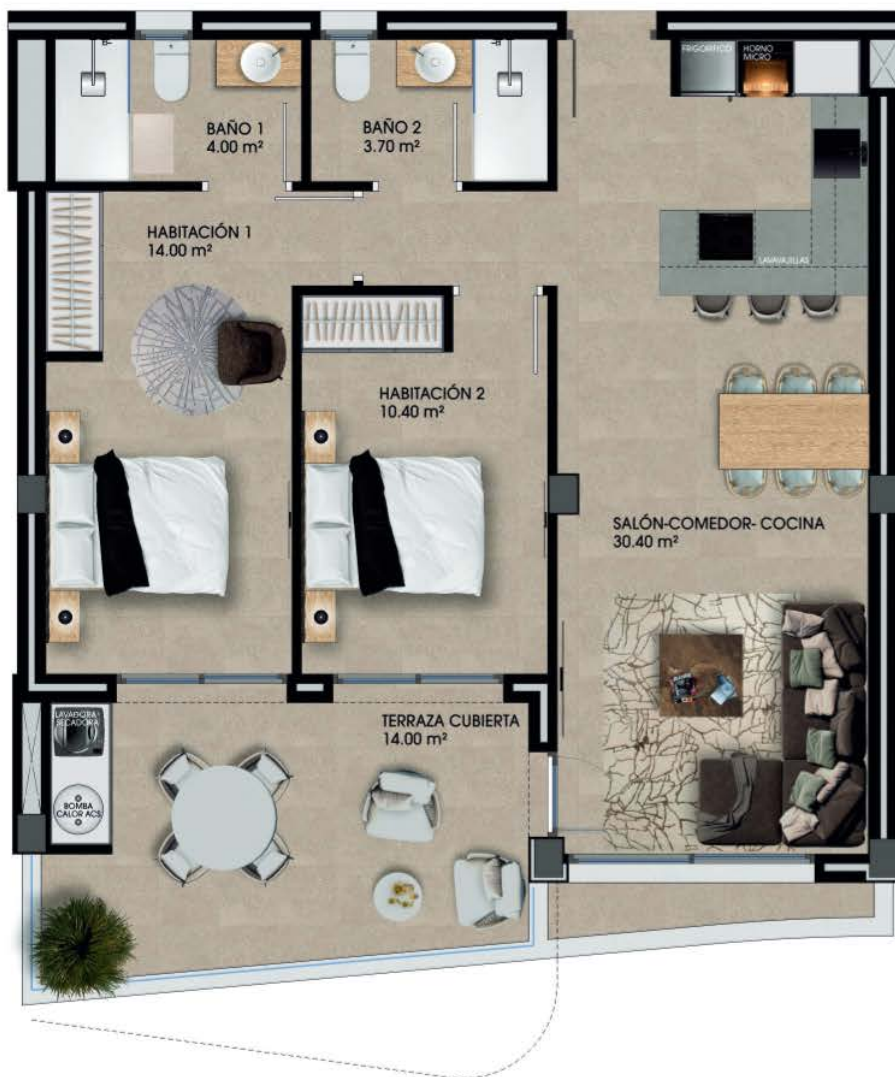 FRIGORIFICO
HORNO
MICRO
BAÑO 1
4.00 m²
BAÑO 2
3.70 m²
HABITACIÓN 1
14.00 m²
LAVAVAJILLAS
HABITACIÓN 2
10.40 m²
SALÓN-COMEDOR- COCINA
30.40 m²
TERRAZA CUBIERTA
14.00 m²
LAVADORA-
SECADORA
BOMBA
CALOR ACS